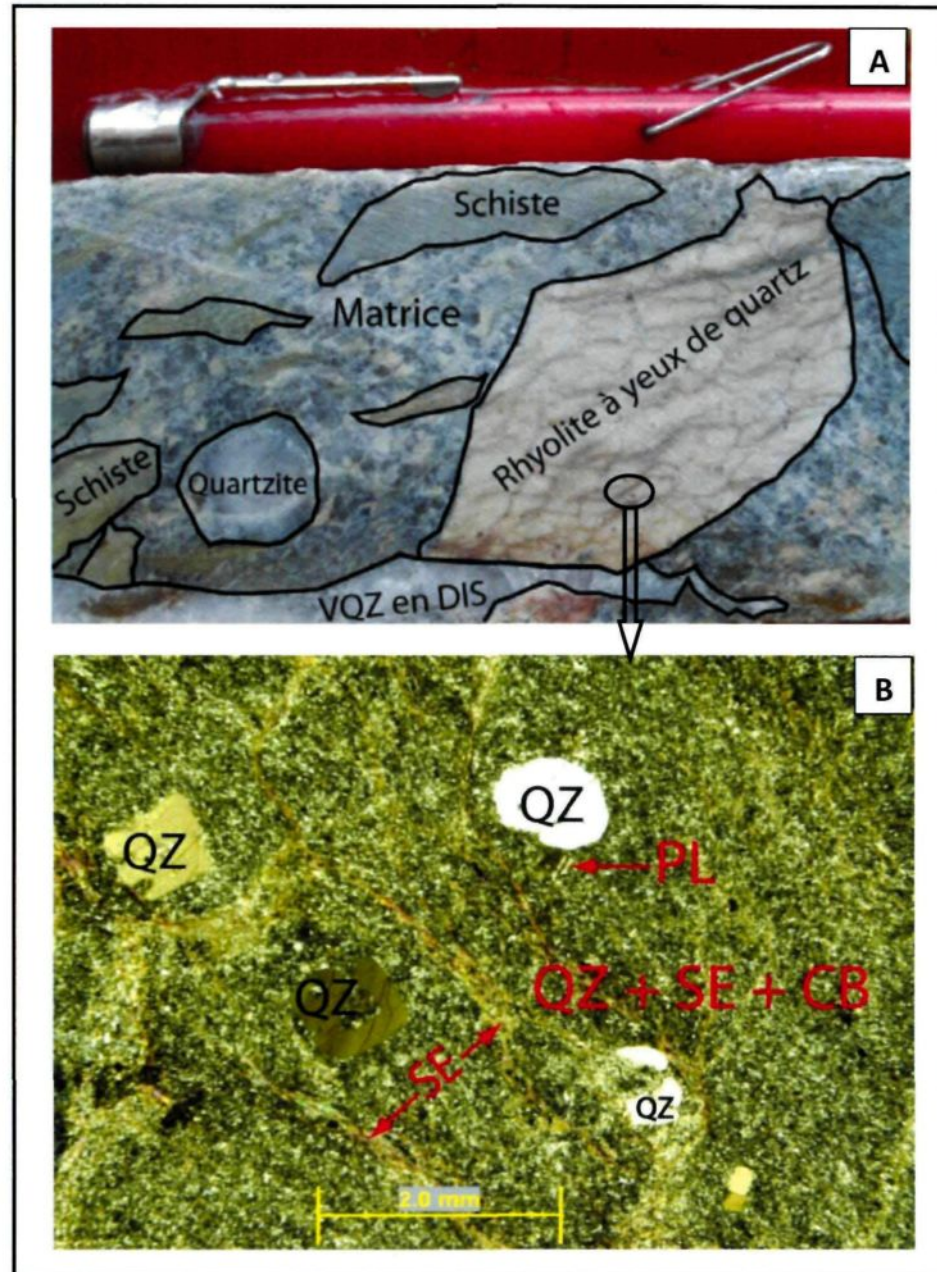 A
Schiste
Matrice
Rhyolite à yeux de quartz
Schiste
Quartzite
VQZ en DIS
B
QZ
QZ
PL
QZ
QZ + SE + CB
SE
QZ
2.0 mm